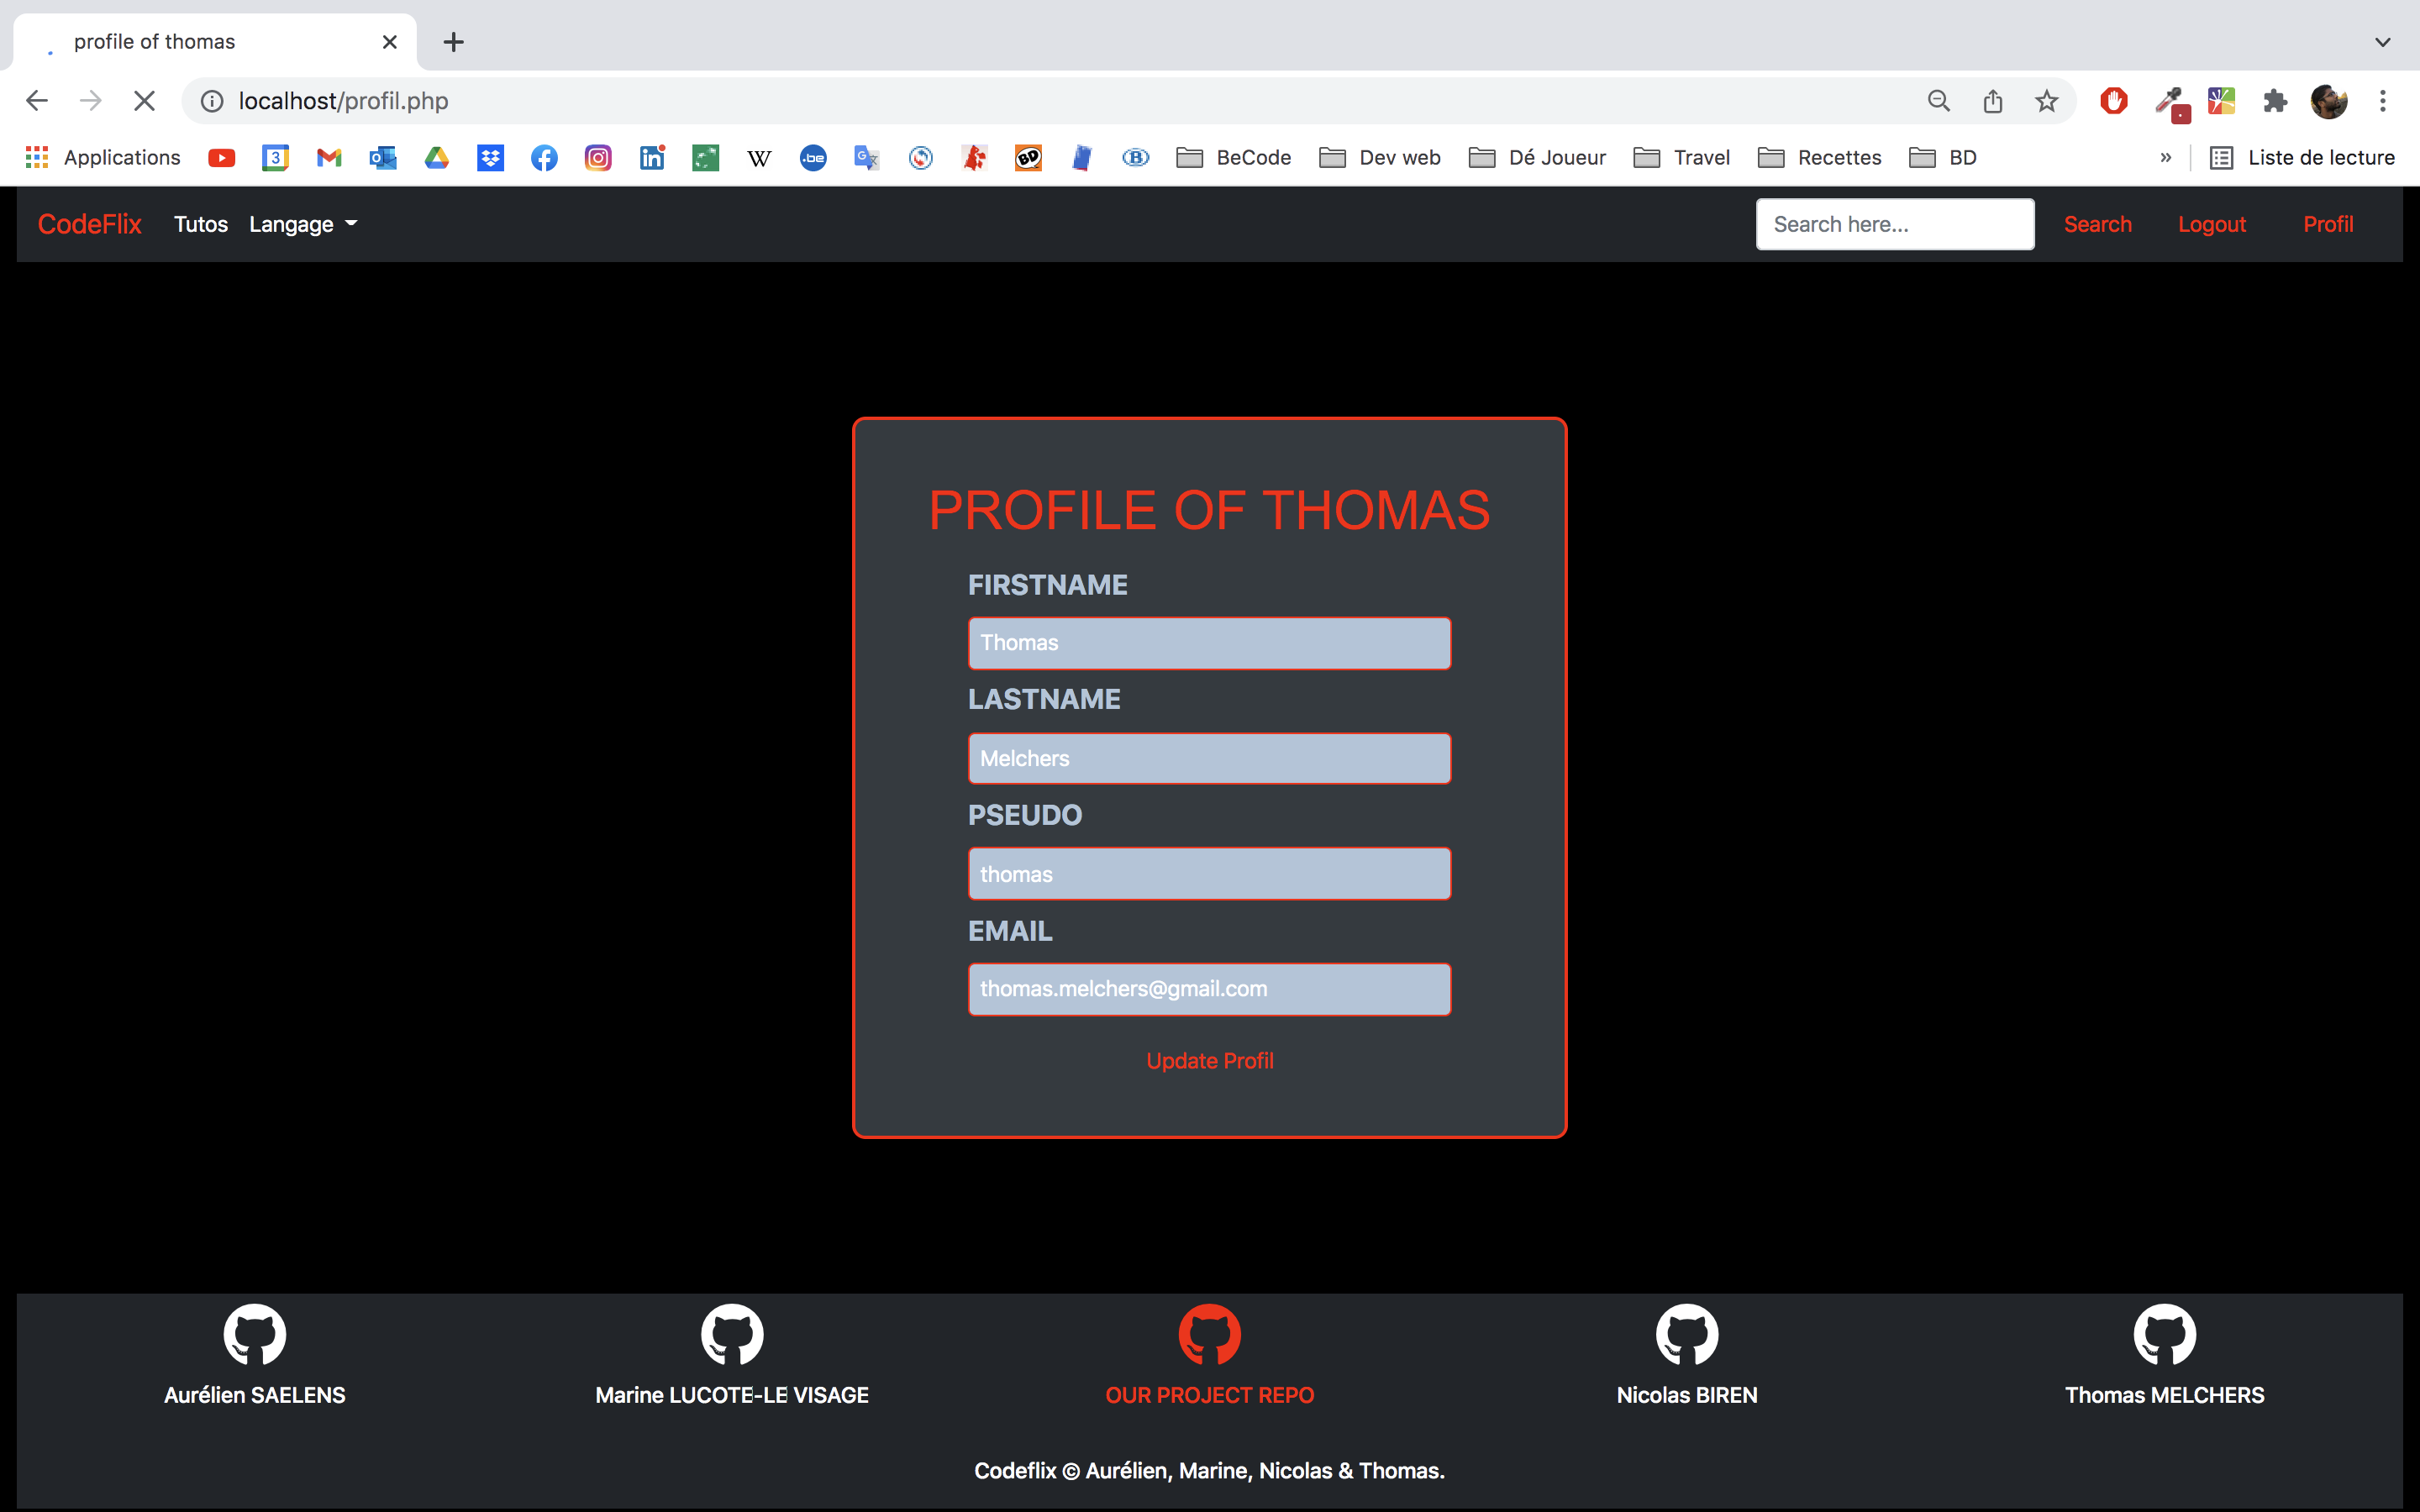 profile of thomas
localhost/profil.php
Applications BeCode Dev web Dé Joueur Travel Recettes BD » Liste de lecture
CodeFlix Tutos Langage Search here... Search Logout Profil
PROFILE OF THOMAS
FIRSTNAME
Thomas
LASTNAME
Melchers
PSEUDO
thomas
EMAIL
thomas.melchers@gmail.com
Update Profil
Aurélien SAELENS Marine LUCOTE-LE VISAGE OUR PROJECT REPO Nicolas BIREN Thomas MELCHERS
Codeflix © Aurélien, Marine, Nicolas & Thomas.